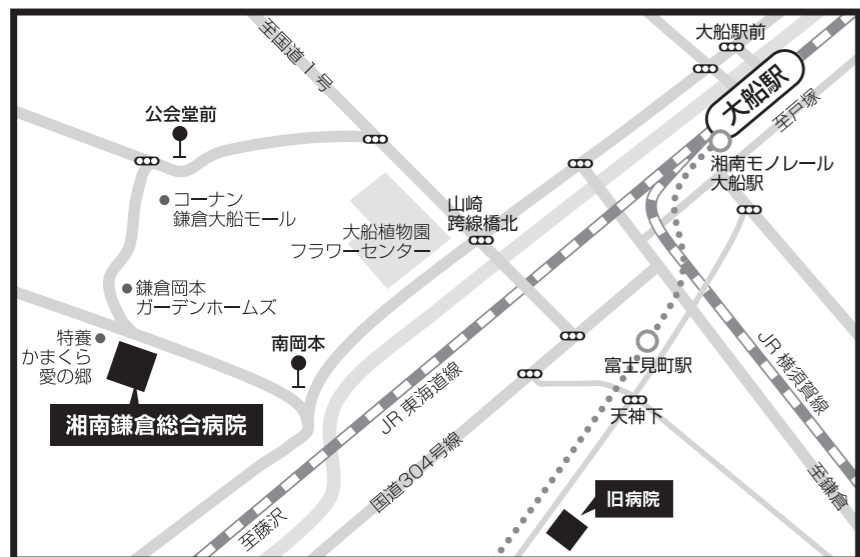 至国道1号
大船駅前
大船駅
至戸塚
公会堂前
湘南モノレール
大船駅
コーナン
鎌倉大船モール
山崎
跨線橋北
大船植物園
フラワーセンター
鎌倉岡本
ガーデンホームズ
特養
かまくら
愛の郷
南岡本
富士見町駅
JR横須賀線
湘南鎌倉総合病院
JR東海道線
天神下
国道304号線
至鎌倉
旧病院
至藤沢